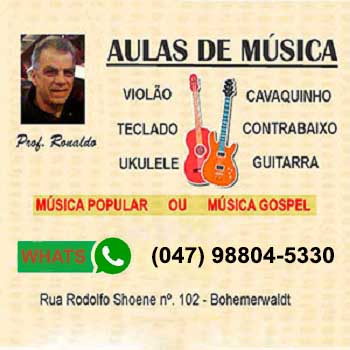 AULAS DE MÚSICA
VIOLÃO CAVAQUINHO
TECLADO CONTRABAIXO
UKULELE GUITARRA
Prof. Ronaldo
MÚSICA POPULAR OU MÚSICA GOSPEL
WHATS (047) 98804-5330
Rua Rodolfo Shoene nº. 102 - Bohemerwaldt